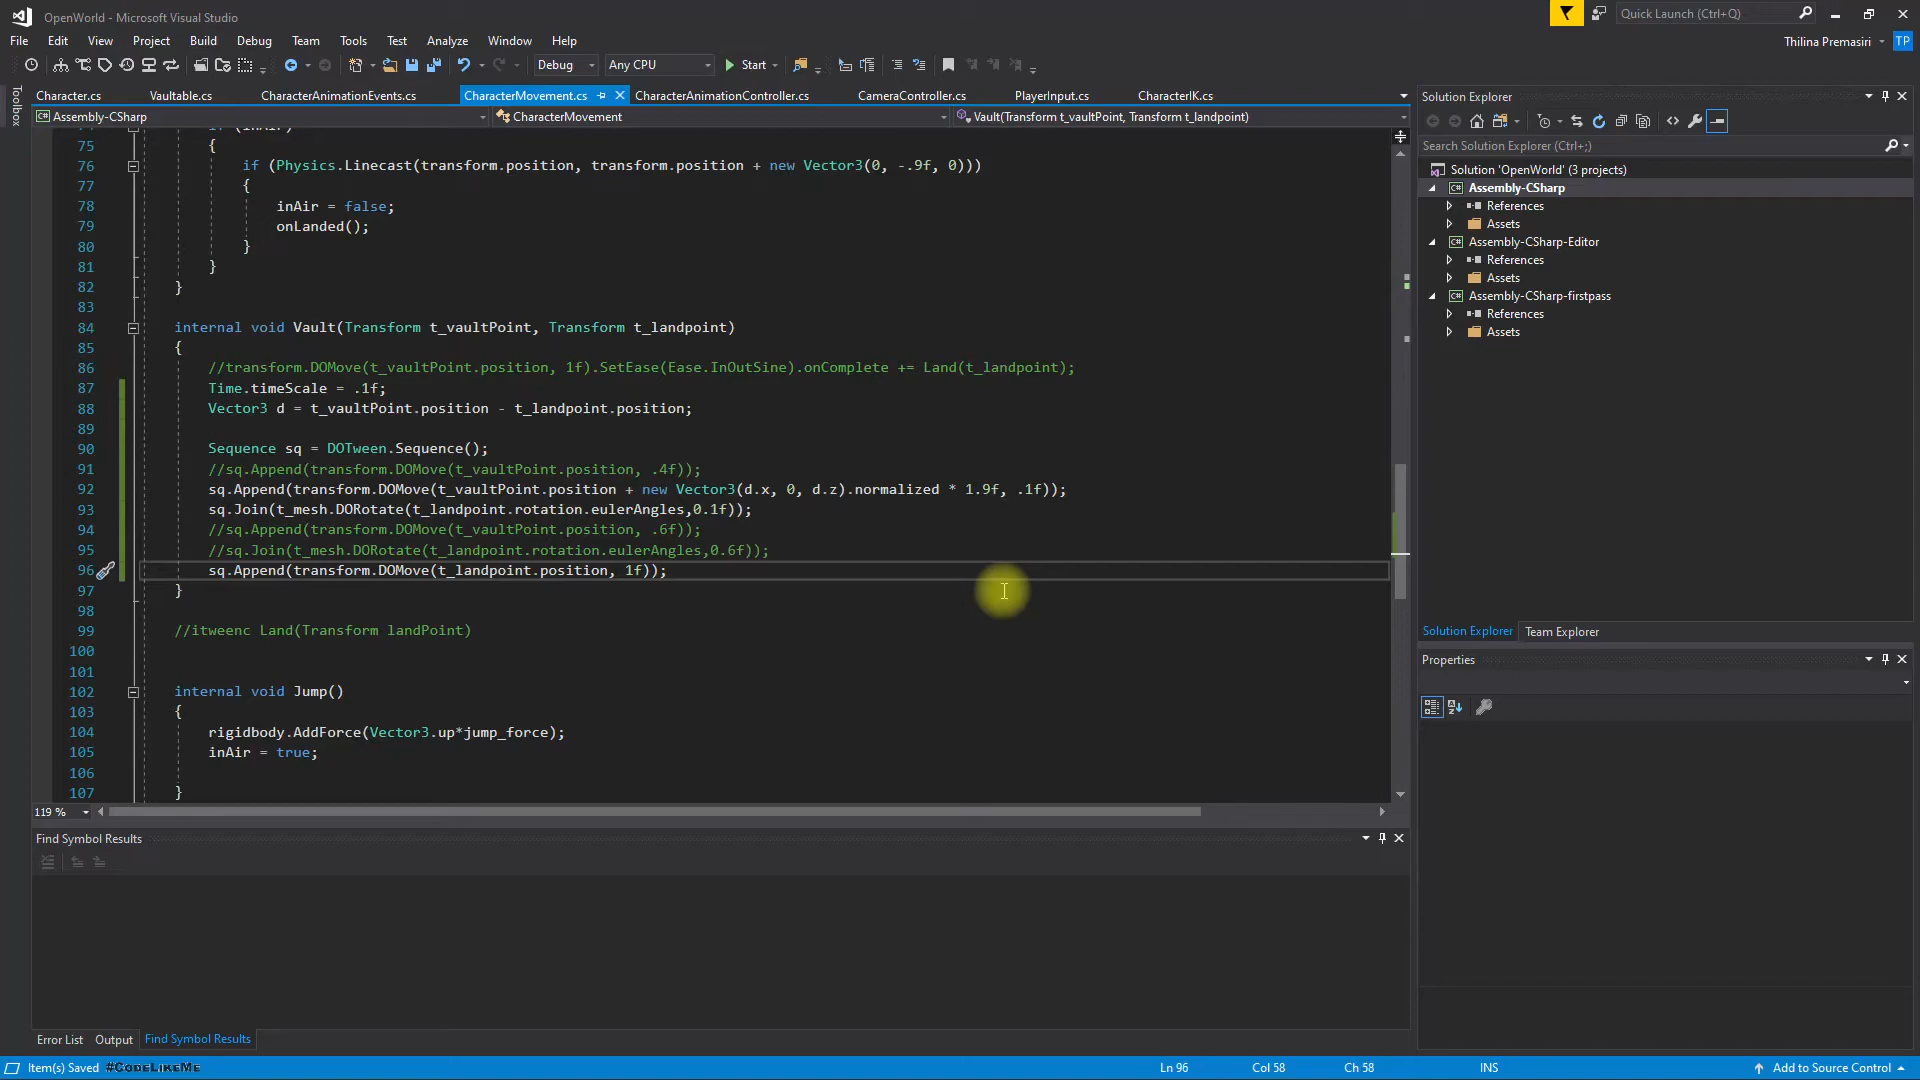 OpenWorld - Microsoft Visual Studio
Quick Launch (Ctrl+Q)
File Edit View Project Build Debug Team Tools Test Analyze Window Help
Thilina Premasiri TP
Debug Any CPU Start
Toolbox
Character.cs Vaultable.cs CharacterAnimationEvents.cs CharacterMovement.cs CharacterAnimationController.cs CameraController.cs PlayerInput.cs CharacterIK.cs
Assembly-CSharp CharacterMovement Vault(Transform t_vaultPoint, Transform t_landpoint)
74 if (inAir)
75 {
76 if (Physics.Linecast(transform.position, transform.position + new Vector3(0, -.9f, 0)))
77 {
78 inAir = false;
79 onLanded();
80 }
81 }
82 }
83
84 internal void Vault(Transform t_vaultPoint, Transform t_landpoint)
85 {
86 //transform.DOMove(t_vaultPoint.position, 1f).SetEase(Ease.InOutSine).onComplete += Land(t_landpoint);
87 Time.timeScale = .1f;
88 Vector3 d = t_vaultPoint.position - t_landpoint.position;
89
90 Sequence sq = DOTween.Sequence();
91 //sq.Append(transform.DOMove(t_vaultPoint.position, .4f));
92 sq.Append(transform.DOMove(t_vaultPoint.position + new Vector3(d.x, 0, d.z).normalized * 1.9f, .1f));
93 sq.Join(t_mesh.DORotate(t_landpoint.rotation.eulerAngles,0.1f));
94 //sq.Append(transform.DOMove(t_vaultPoint.position, .6f));
95 //sq.Join(t_mesh.DORotate(t_landpoint.rotation.eulerAngles,0.6f));
96 sq.Append(transform.DOMove(t_landpoint.position, 1f));
97 }
98
99 //itweenc Land(Transform landPoint)
100
101
102 internal void Jump()
103 {
104 rigidbody.AddForce(Vector3.up*jump_force);
105 inAir = true;
106
107 }
119 %
Find Symbol Results
Error List Output Find Symbol Results
Solution Explorer
Search Solution Explorer (Ctrl+;)
Solution 'OpenWorld' (3 projects)
Assembly-CSharp
References
Assets
Assembly-CSharp-Editor
References
Assets
Assembly-CSharp-firstpass
References
Assets
Solution Explorer Team Explorer
Properties
Item(s) Saved #CodeLikeMe Ln 96 Col 58 Ch 58 INS Add to Source Control